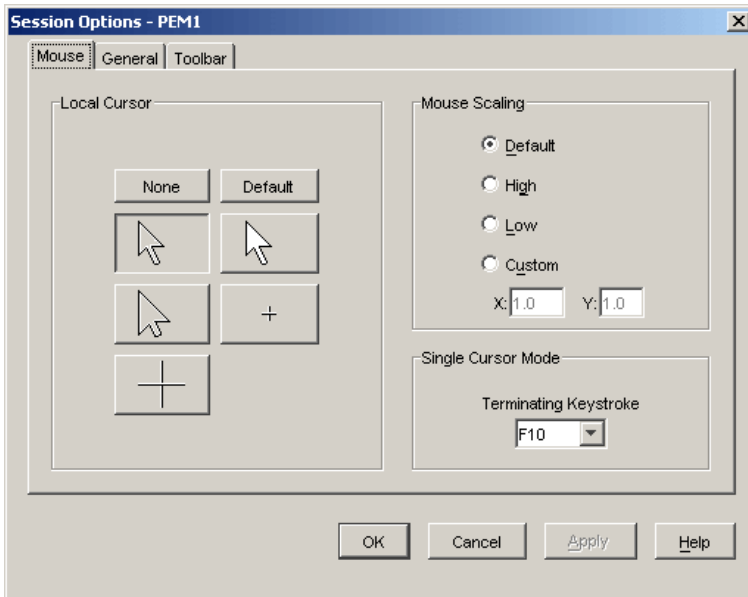 Session Options - PEM1
Mouse General Toolbar
Local Cursor
None Default
Mouse Scaling
Default
High
Low
Custom
X: 1.0 Y: 1.0
Single Cursor Mode
Terminating Keystroke
F10
OK Cancel Apply Help